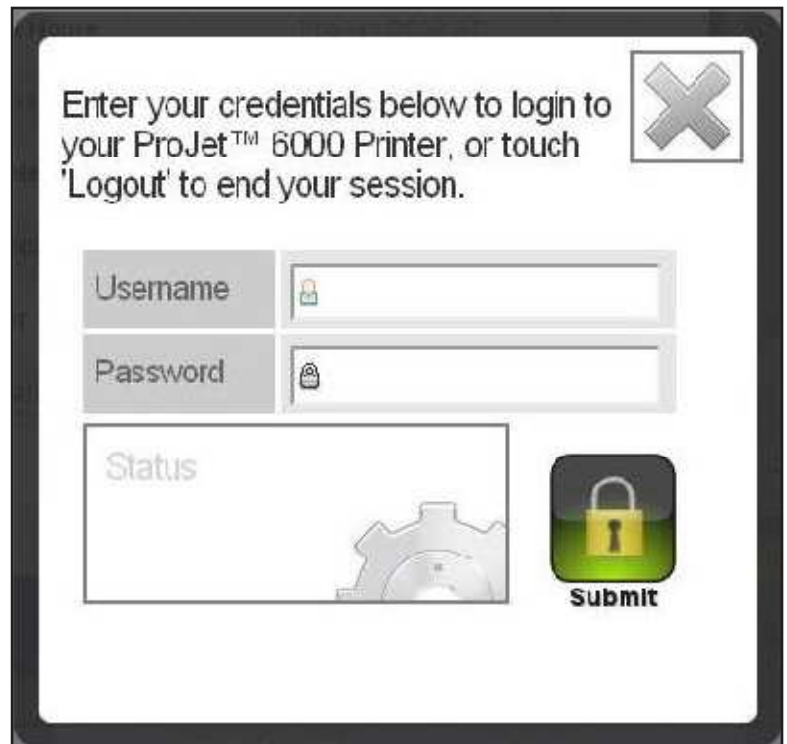 Enter your credentials below to login to
your ProJet™ 6000 Printer, or touch
'Logout' to end your session.
Username
Password
Status
Submit